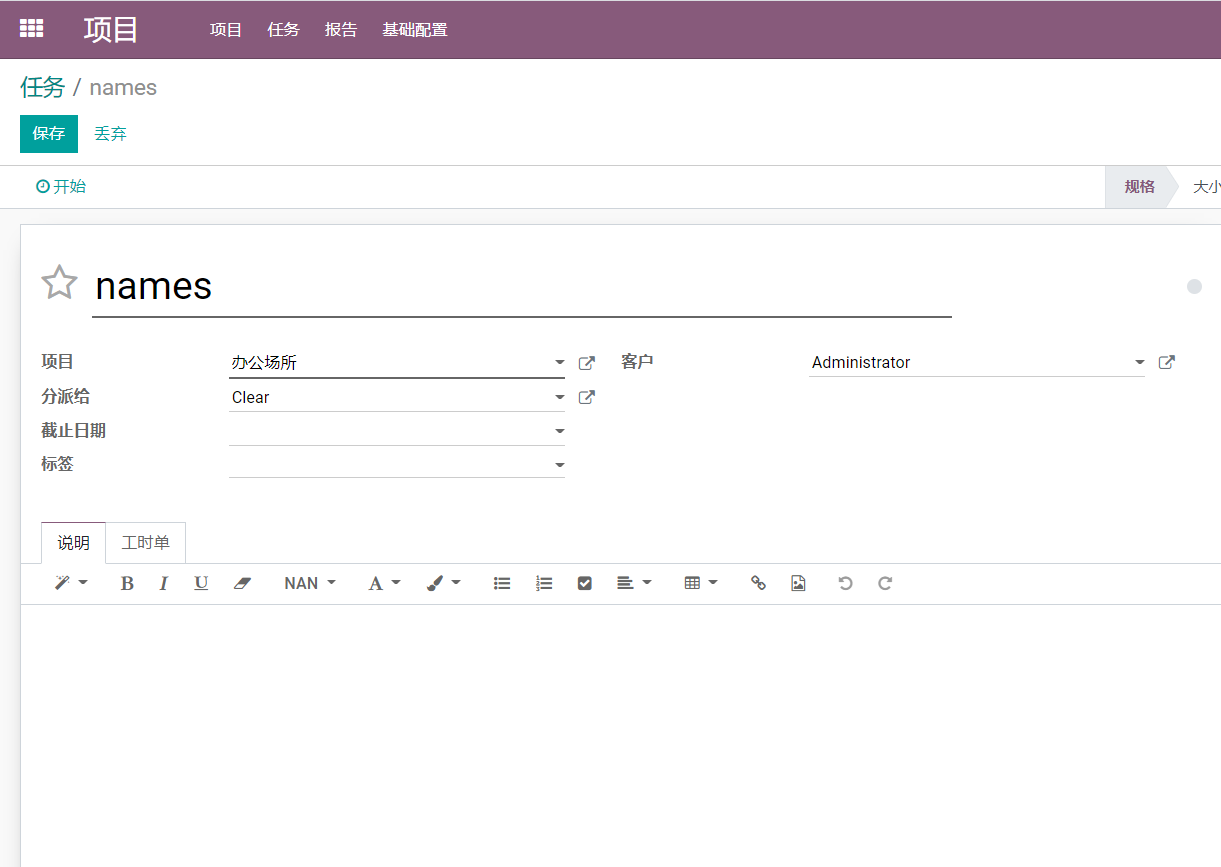 项目 项目 任务 报告 基础配置
任务 / names
保存 丢弃
开始 规格 大小
names
项目 办公场所 客户 Administrator
分派给 Clear
截止日期
标签
说明 工时单
B I U NAN A